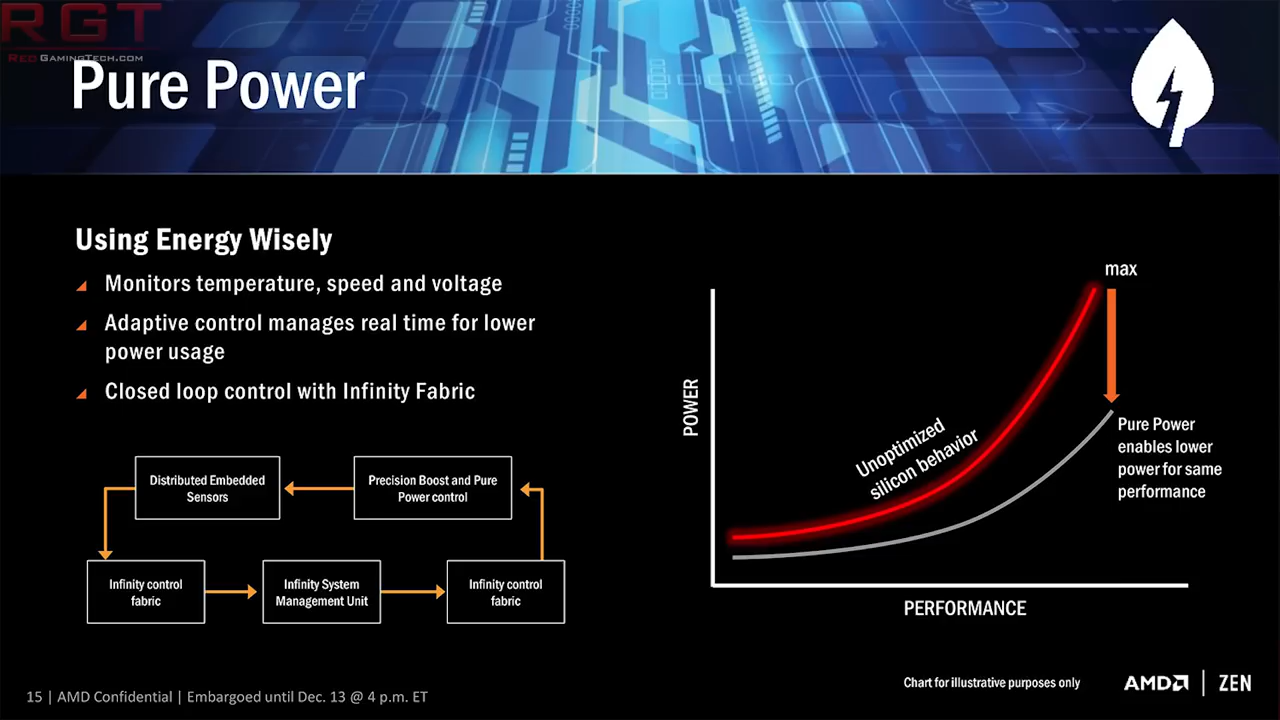 RGT
RED GAMINGTECH.COM
Pure Power
Using Energy Wisely
Monitors temperature, speed and voltage
Adaptive control manages real time for lower
power usage
Closed loop control with Infinity Fabric
Distributed Embedded
Sensors
Precision Boost and Pure
Power control
Infinity control
fabric
Infinity System
Management Unit
Infinity control
fabric
max
POWER
Unoptimized
silicon behavior
Pure Power
enables lower
power for same
performance
PERFORMANCE
15 | AMD Confidential | Embargoed until Dec. 13 @ 4 p.m. ET
Chart for illustrative purposes only
AMD | ZEN